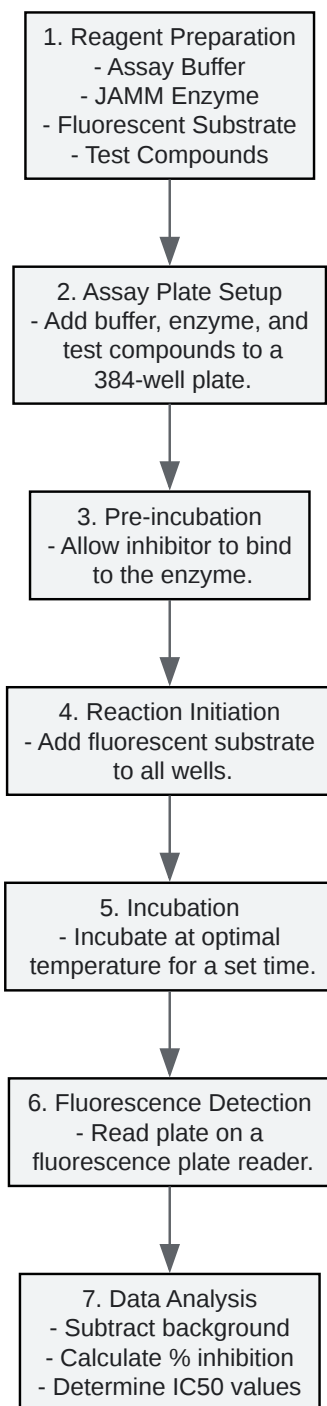 1. Reagent Preparation
- Assay Buffer
- JAMM Enzyme
- Fluorescent Substrate
- Test Compounds
2. Assay Plate Setup
- Add buffer, enzyme, and
test compounds to a
384-well plate.
3. Pre-incubation
- Allow inhibitor to bind
to the enzyme.
4. Reaction Initiation
- Add fluorescent substrate
to all wells.
5. Incubation
- Incubate at optimal
temperature for a set time.
6. Fluorescence Detection
- Read plate on a
fluorescence plate reader.
7. Data Analysis
- Subtract background
- Calculate % inhibition
- Determine IC50 values